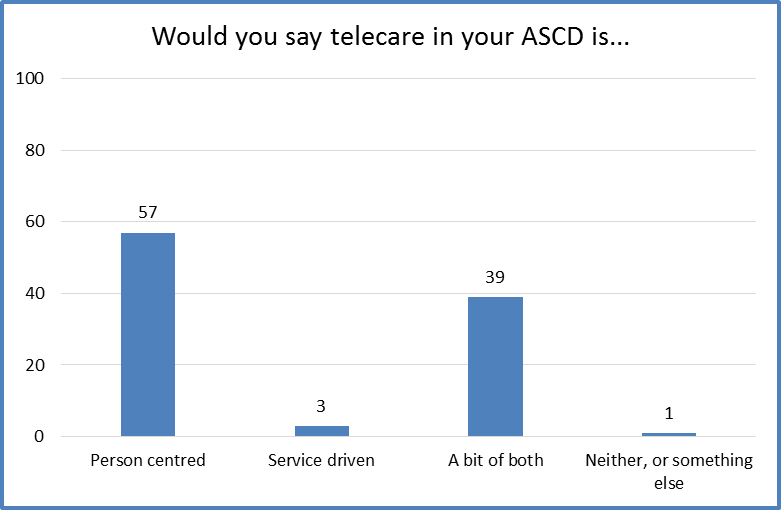 Would you say telecare in your ASCD is...
100
80
60
40
20
0
57
3
39
1
Person centred
Service driven
A bit of both
Neither, or something
else